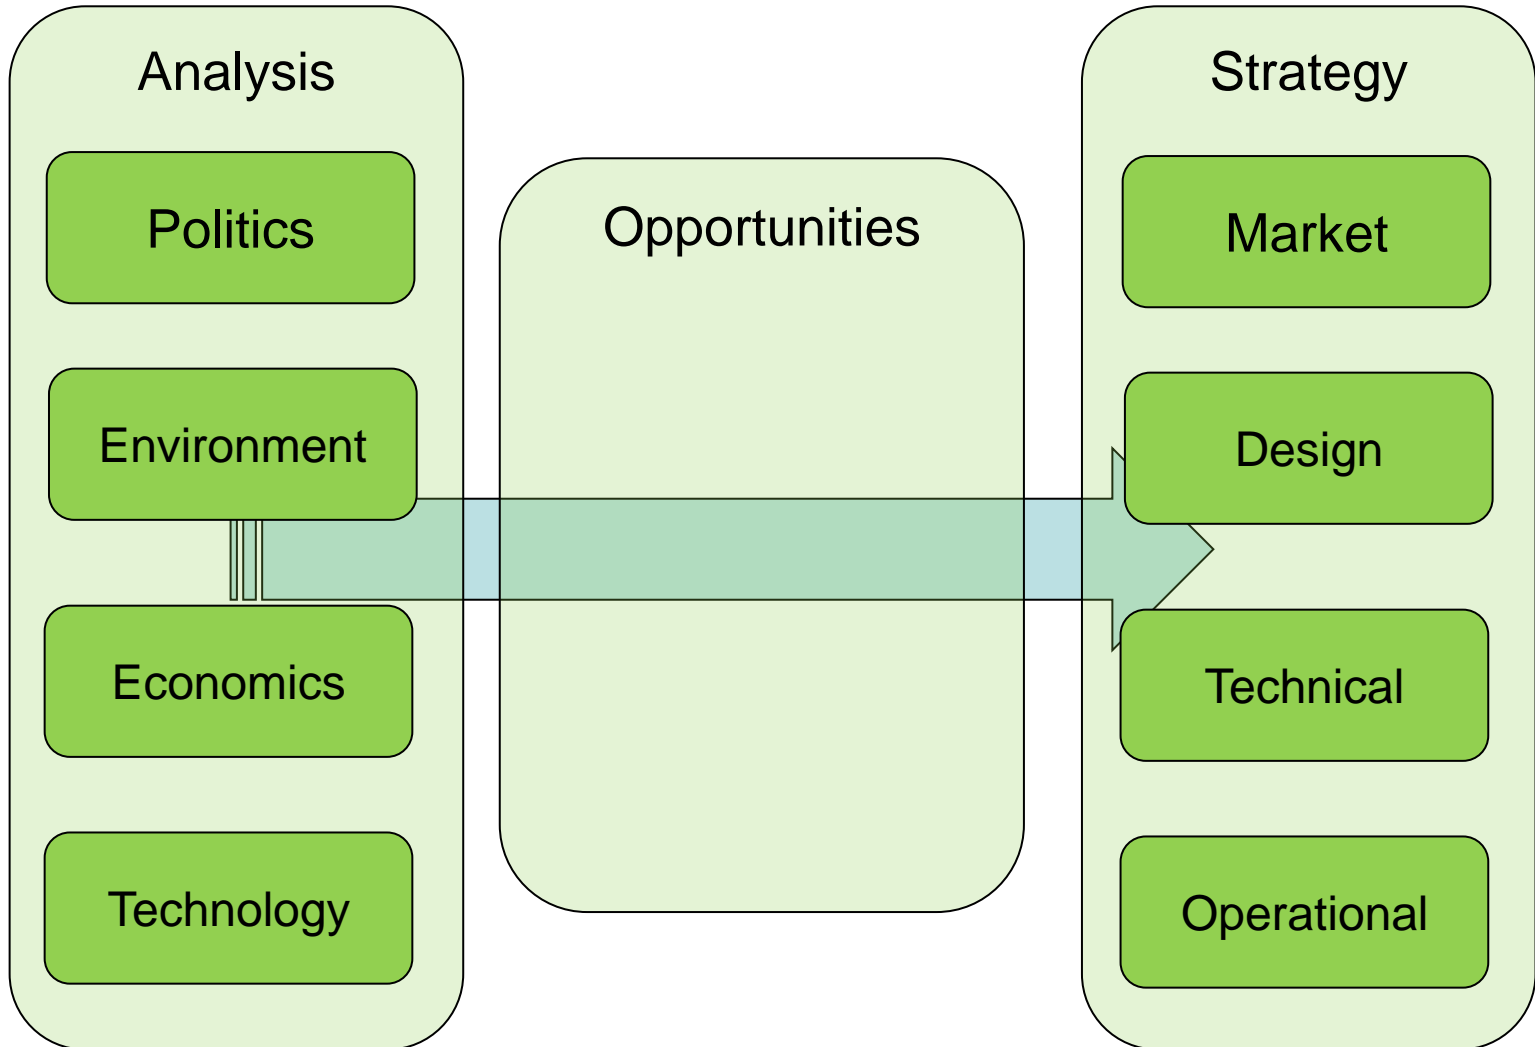 Analysis
Politics
Environment
Economics
Technology
Opportunities
Strategy
Market
Design
Technical
Operational